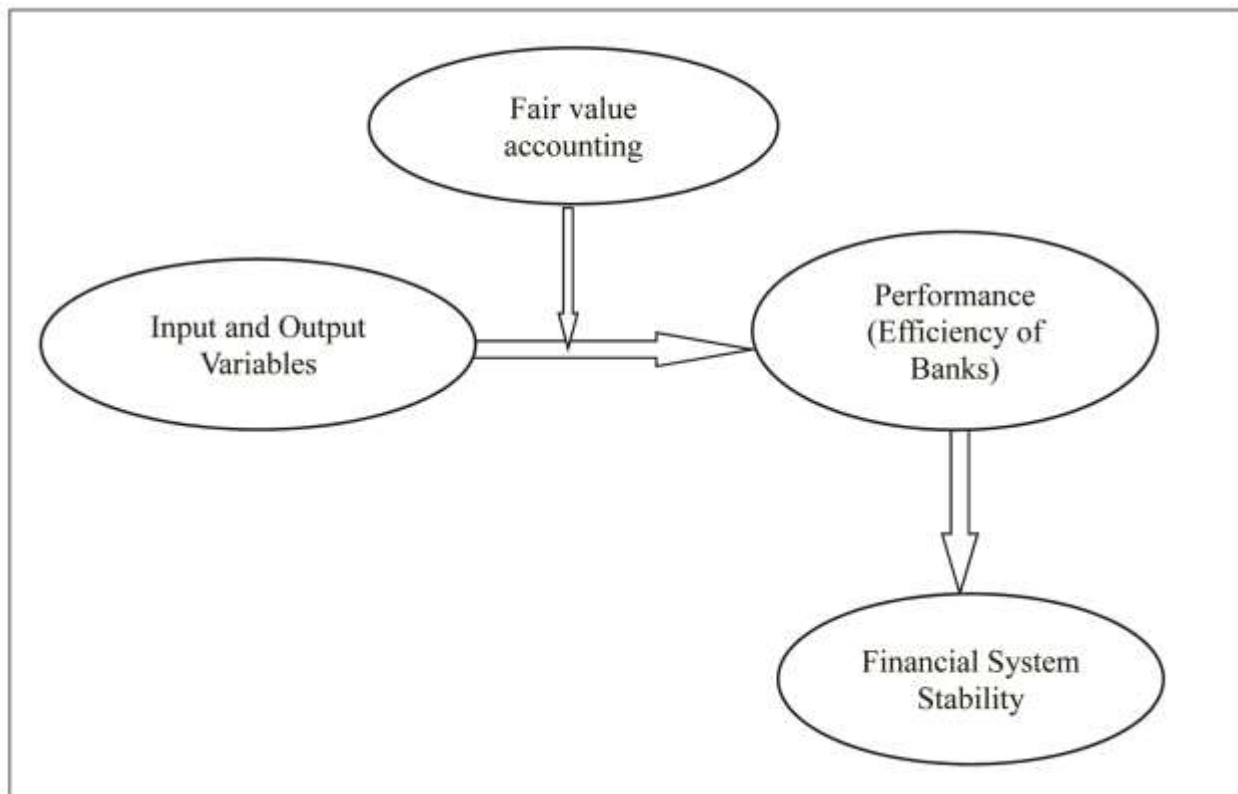 Fair value
accounting
Input and Output
Variables
Performance
(Efficiency of
Banks)
Financial System
Stability